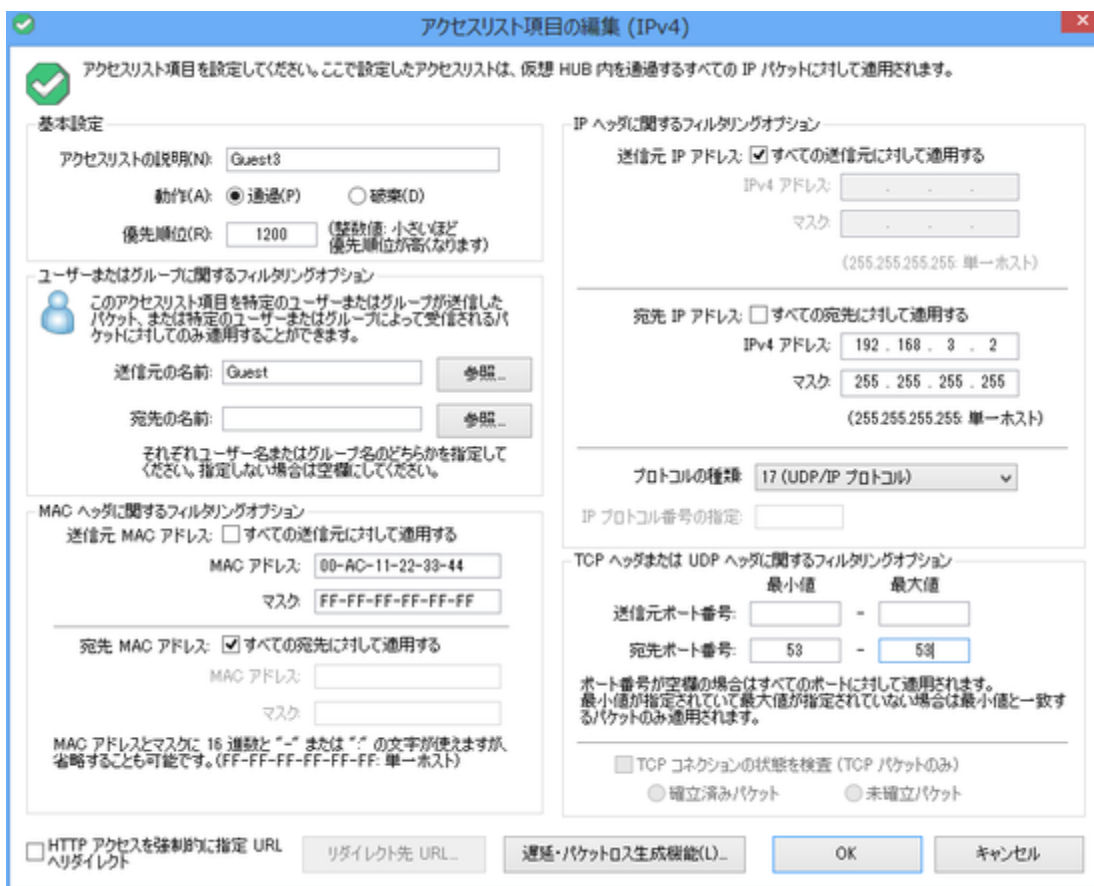 アクセスリスト項目の編集 (IPv4)
アクセスリスト項目を設定してください。ここで設定したアクセスリストは、仮想 HUB 内を通過するすべての IP パケットに対して適用されます。
基本設定
アクセスリストの説明(N): Guest3
動作(A): 通過(P) 破棄(D)
優先順位(R): 1200 (整数値: 小さいほど
優先順位が高くなります)
ユーザーまたはグループに関するフィルタリングオプション
このアクセスリスト項目を特定のユーザーまたはグループが送信した
パケット、または特定のユーザーまたはグループによって受信されるパ
ケットに対してのみ適用することができます。
送信元の名前: Guest 参照...
宛先の名前: 参照...
それぞれユーザー名またはグループ名のどちらかを指定して
ください。指定しない場合は空欄にしてください。
MAC ヘッダに関するフィルタリングオプション
送信元 MAC アドレス: すべての送信元に対して適用する
MAC アドレス: 00-AC-11-22-33-44
マスク: FF-FF-FF-FF-FF-FF
宛先 MAC アドレス: すべての宛先に対して適用する
MAC アドレス:
マスク:
MAC アドレスとマスクに 16 進数と "-" または ":" の文字が使えますが、
省略することも可能です。(FF-FF-FF-FF-FF-FF: 単一ホスト)
IP ヘッダに関するフィルタリングオプション
送信元 IP アドレス: すべての送信元に対して適用する
IPv4 アドレス: . . .
マスク: . . .
(255.255.255.255: 単一ホスト)
宛先 IP アドレス: すべての宛先に対して適用する
IPv4 アドレス: 192 . 168 . 3 . 2
マスク: 255 . 255 . 255 . 255
(255.255.255.255: 単一ホスト)
プロトコルの種類: 17 (UDP/IP プロトコル)
IP プロトコル番号の指定:
TCP ヘッダまたは UDP ヘッダに関するフィルタリングオプション
最小値 最大値
送信元ポート番号: -
宛先ポート番号: 53 - 53
ポート番号が空欄の場合はすべてのポートに対して適用されます。
最小値が指定されていて最大値が指定されていない場合は最小値と一致す
るパケットのみ適用されます。
TCP コネクションの状態を検査 (TCP パケットのみ)
確立済みパケット 未確立パケット
HTTP アクセスを強制的に指定 URL
へリダイレクト
リダイレクト先 URL... 遅延・パケットロス生成機能(L)... OK キャンセル